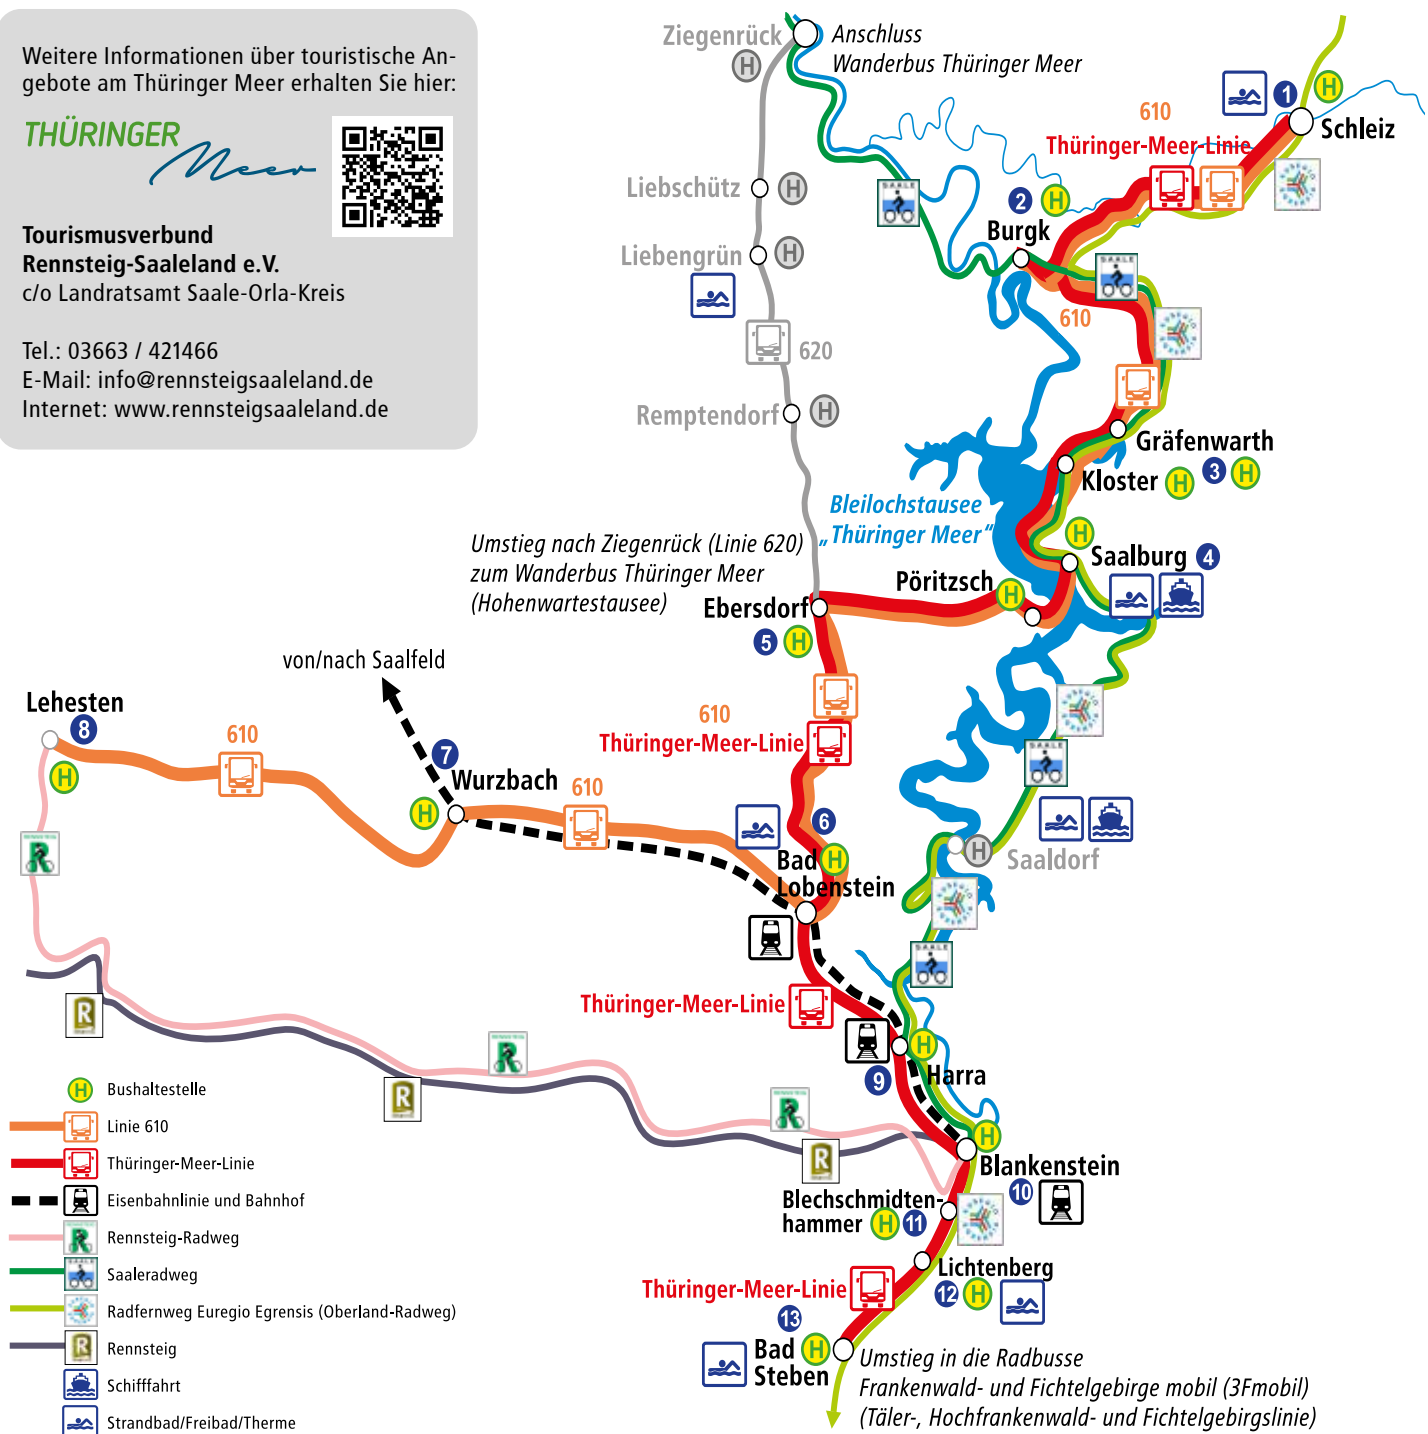 Weitere Informationen über touristische An-
gebote am Thüringer Meer erhalten Sie hier:
THÜRINGER
Meer
Tourismusverband
Rennsteig-Saaleland e.V.
c/o Landratsamt Saale-Orla-Kreis
Tel.: 03663 / 421466
E-Mail: info@rennsteigsaaleland.de
Internet: www.rennsteigsaaleland.de
Ziegenrück
H
Anschluss
Wanderbus Thüringer Meer
1
H
Schleiz
610
Thüringer-Meer-Linie
Liebschütz
H
SAALE
2
H
Burgk
Liebengrün
H
SAALE
610
620
Remptendorf
H
Gräfenwarth
3
H
Kloster
H
Bleilochstausee
„Thüringer Meer“
H
Saalburg
4
Umstieg nach Ziegenrück (Linie 620)
zum Wanderbus Thüringer Meer
(Hohenwartestausee)
Pöritzsch
H
Ebersdorf
5
H
von/nach Saalfeld
Lehesten
8
H
610
610
Thüringer-Meer-Linie
7
Wurzbach
H
610
SAALE
6
Bad
H
Lobenstein
H
Saaldorf
R
SAALE
Thüringer-Meer-Linie
R
H
Harra
9
R
R
R
R
H
Blankenstein
10
Blechschmidten-
hammer
H
11
Lichtenberg
12
H
Thüringer-Meer-Linie
13
Bad
H
Steben
Umstieg in die Radbusse
Frankenwald- und Fichtelgebirge mobil (3Fmobil)
(Täler-, Hochfrankenwald- und Fichtelgebirgslinie)
H
Bushaltestelle
Linie 610
Thüringer-Meer-Linie
Eisenbahnlinie und Bahnhof
R
Rennsteig-Radweg
SAALE
Saaleradweg
Radfernweg Euregio Egrensis (Oberland-Radweg)
R
Rennsteig
Schifffahrt
Strandbad/Freibad/Therme